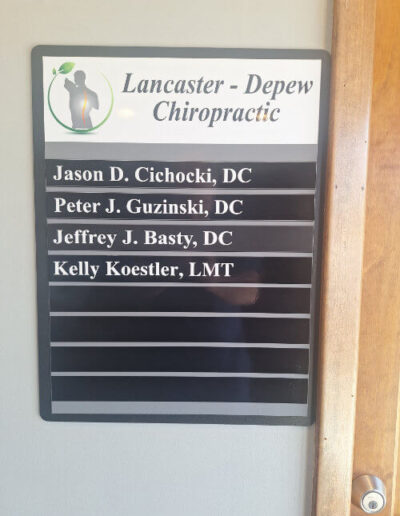 Lancaster - Depew
Chiropractic
Jason D. Cichocki, DC
Peter J. Guzinski, DC
Jeffrey J. Basty, DC
Kelly Koestler, LMT